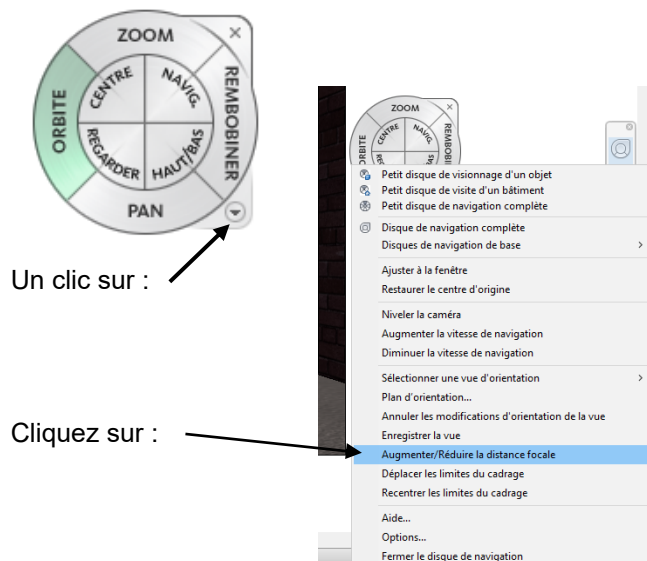 ZOOM
ORBITE
CENTRE
NAVIG.
REMBOBINER
REGARDER
HAUT/BAS
PAN
Un clic sur :
Cliquez sur :
ZOOM
ORBITE
CENTRE
NAVIG.
REMBOBINER
BAS
Petit disque de visionnage d'un objet
Petit disque de visite d'un bâtiment
Petit disque de navigation complète
Disque de navigation complète
Disques de navigation de base
Ajuster à la fenêtre
Restaurer le centre d'origine
Niveler la caméra
Augmenter la vitesse de navigation
Diminuer la vitesse de navigation
Sélectionner une vue d'orientation
Plan d'orientation...
Annuler les modifications d'orientation de la vue
Enregistrer la vue
Augmenter/Réduire la distance focale
Déplacer les limites du cadrage
Recentrer les limites du cadrage
Aide...
Options...
Fermer le disque de navigation